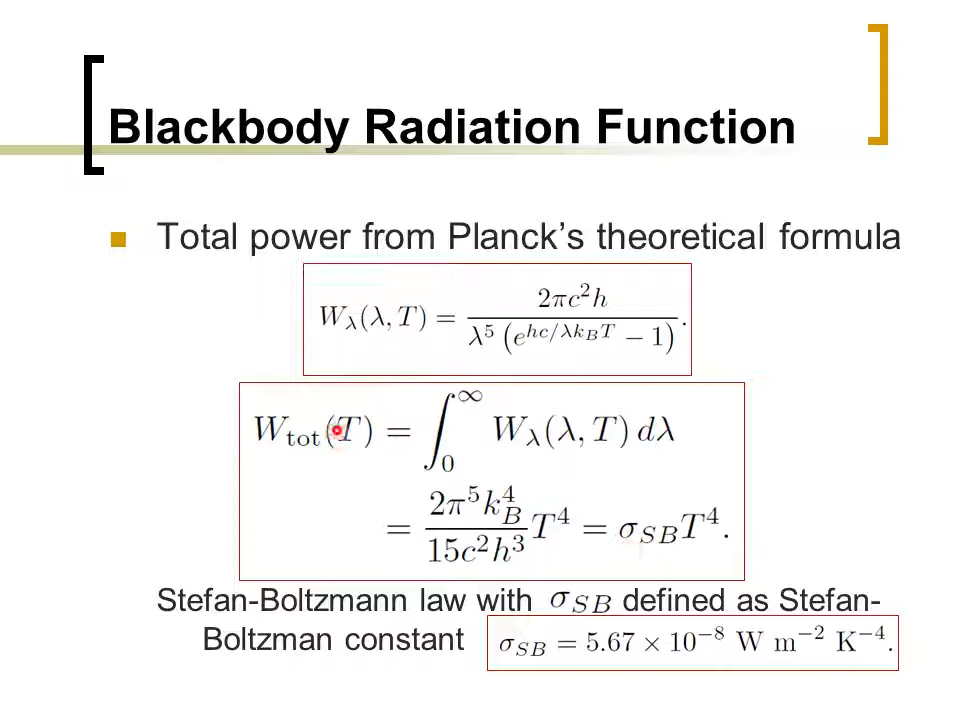 Blackbody Radiation Function
Total power from Planck's theoretical formula
W_λ(λ, T) = 2πc²h / λ⁵ (e^{hc/λk_BT} − 1).
W_tot(T) = ∫₀^∞ W_λ(λ, T) dλ
= 2π⁵k_B⁴ / 15c²h³ T⁴ = σ_SB T⁴.
Stefan-Boltzmann law with σ_SB defined as Stefan-
Boltzman constant σ_SB = 5.67 × 10⁻⁸ W m⁻² K⁻⁴.